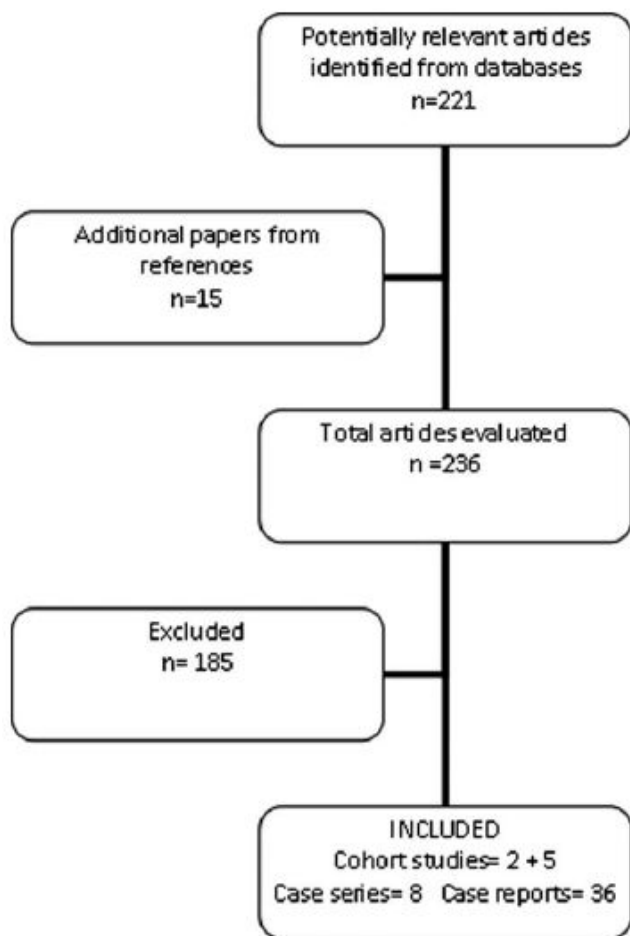 Potentially relevant articles
identified from databases
n=221
Additional papers from
references
n=15
Total articles evaluated
n =236
Excluded
n= 185
INCLUDED
Cohort studies= 2 + 5
Case series= 8 Case reports= 36